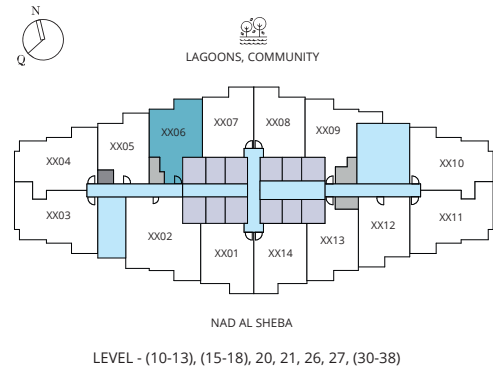 N
Q
LAGOONS, COMMUNITY
XX07 XX08
XX06 XX09
XX05
XX04 XX10
XX03 XX11
XX02 XX12
XX13
XX01 XX14
NAD AL SHEBA
LEVEL - (10-13), (15-18), 20, 21, 26, 27, (30-38)